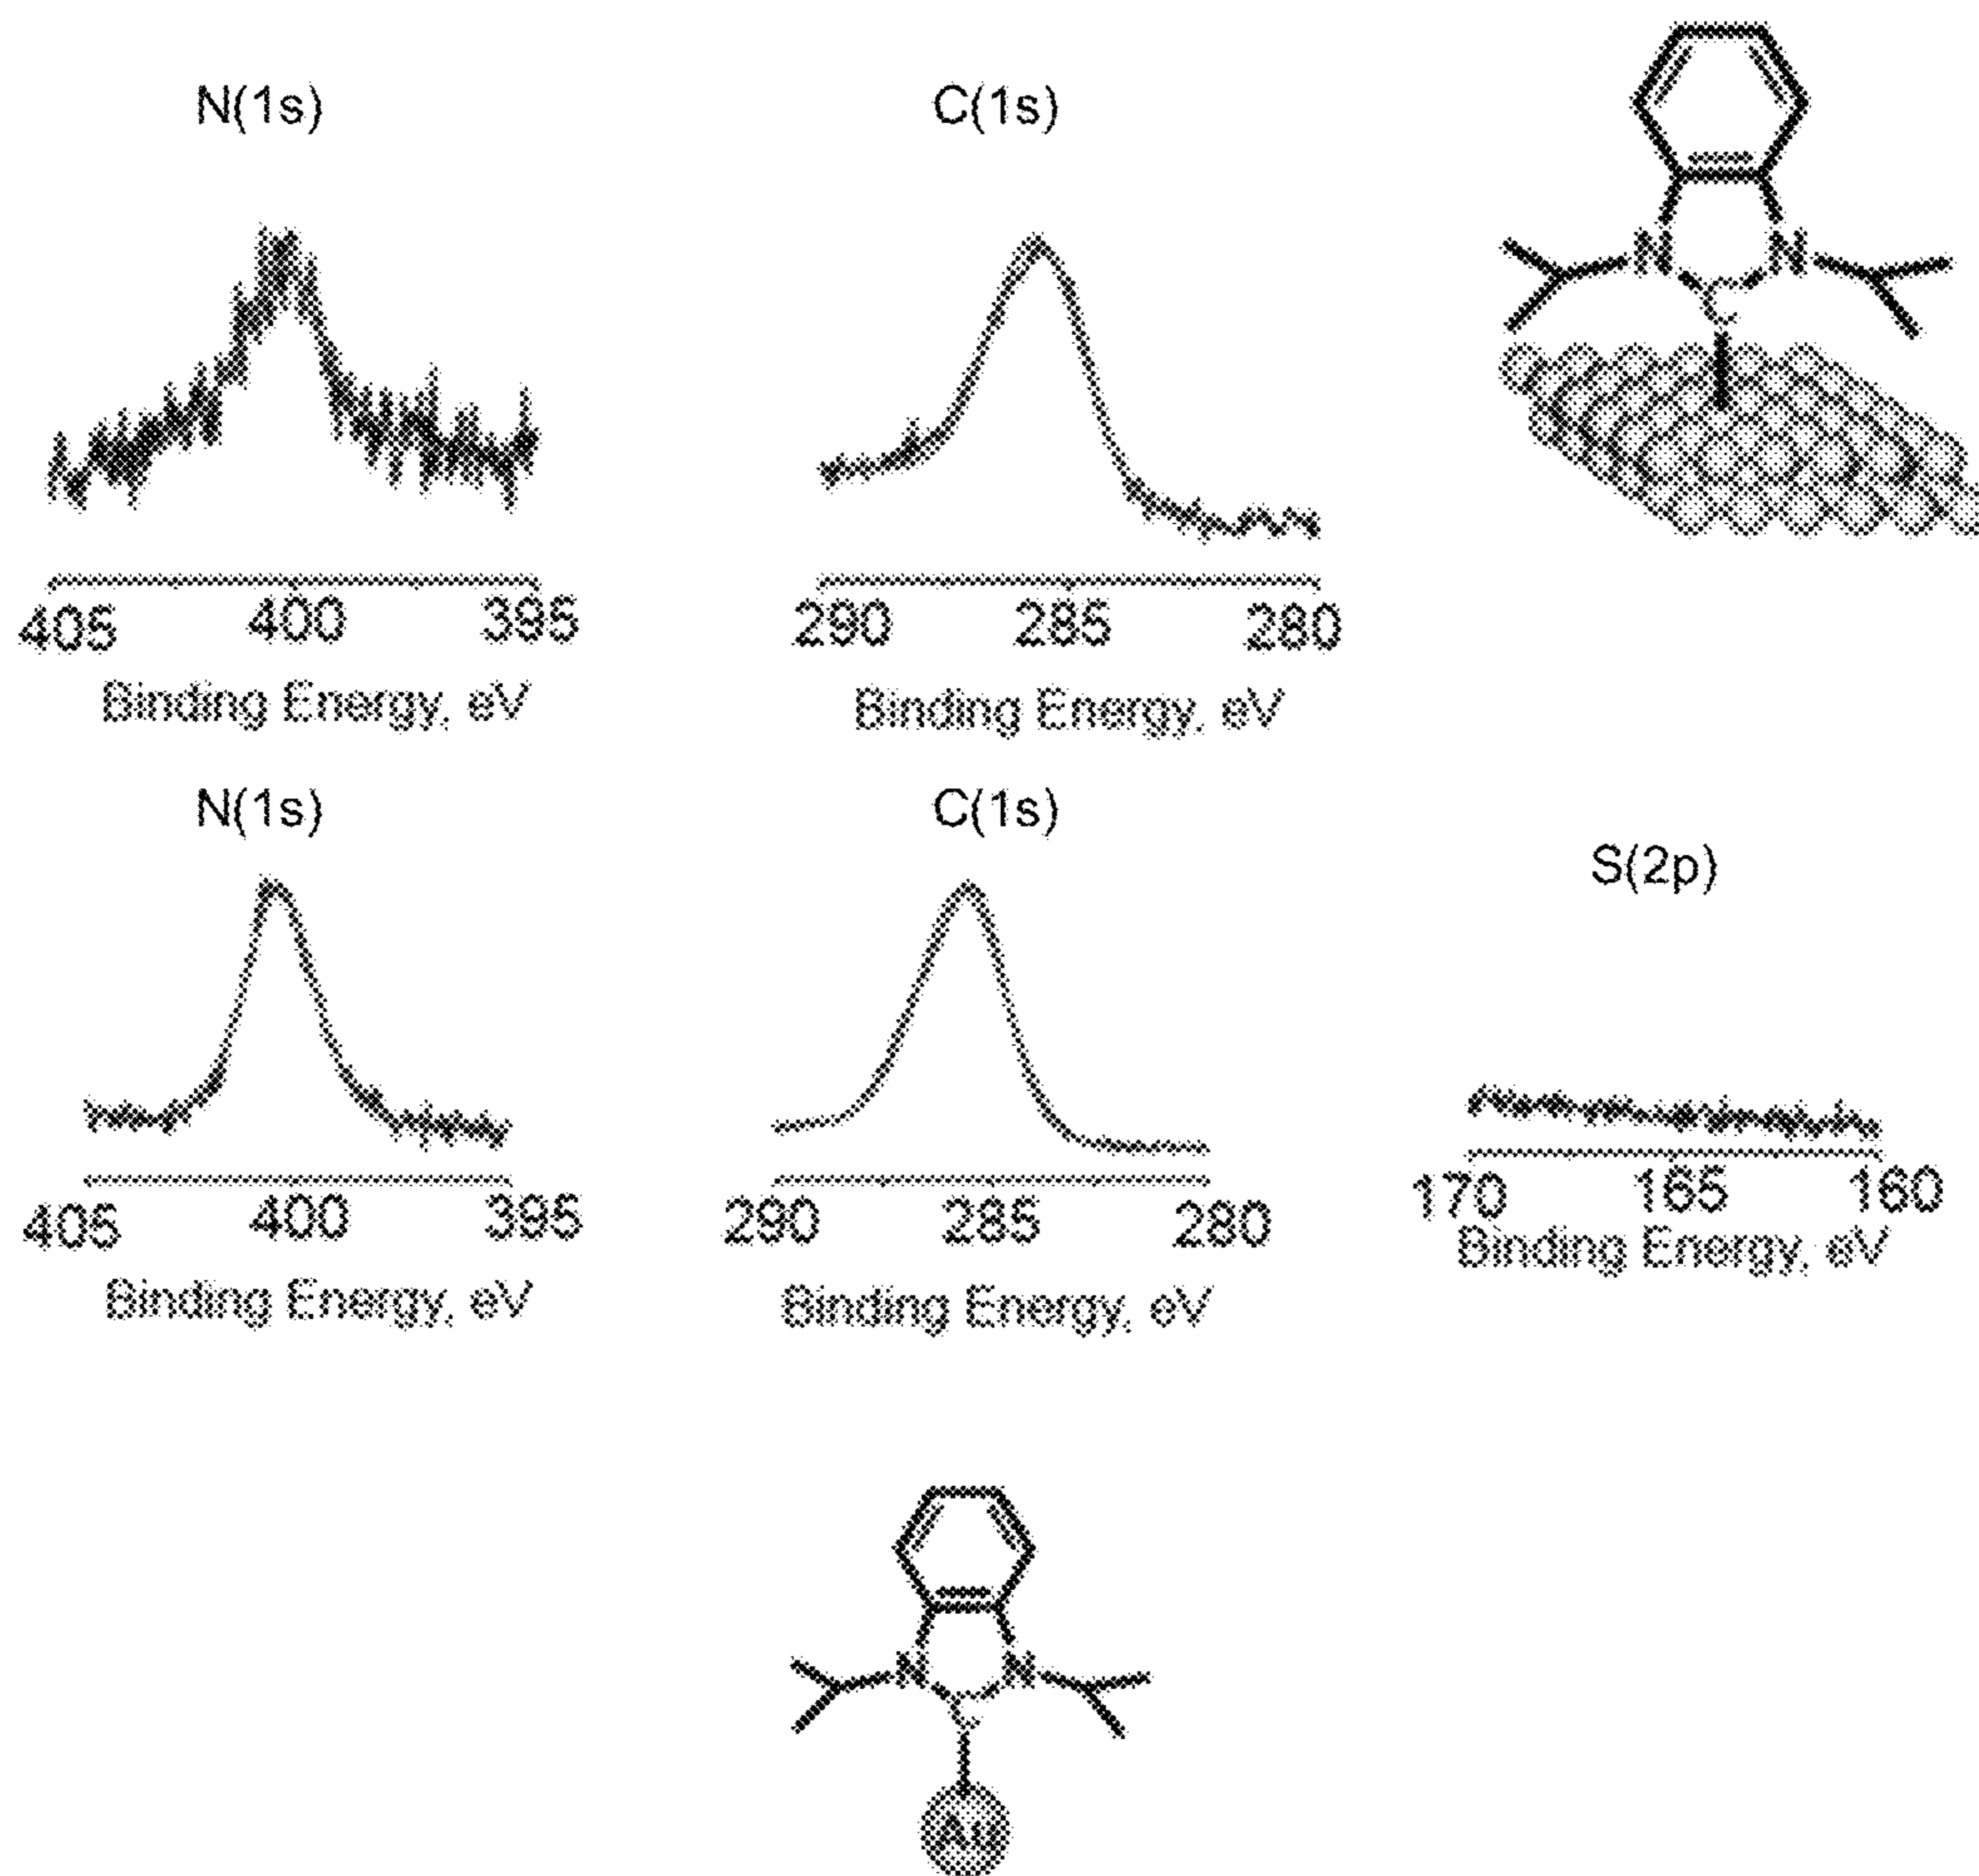 N(1s)
C(1s)
N N
405 400 395
290 285 280
Binding Energy, eV
Binding Energy, eV
N(1s)
C(1s)
S(2p)
405 400 395
290 285 280
170 165 160
Binding Energy, eV
Binding Energy, eV
Binding Energy, eV
N N
Au